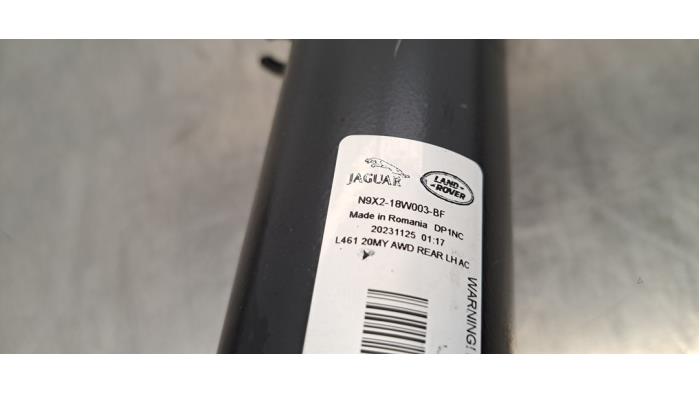 JAGUAR
LAND-
-ROVER
N9X2-18W003-BF
Made in Romania DP1NC
20231125 01:17
L461 20MY AWD REAR LH AC
WARNING!